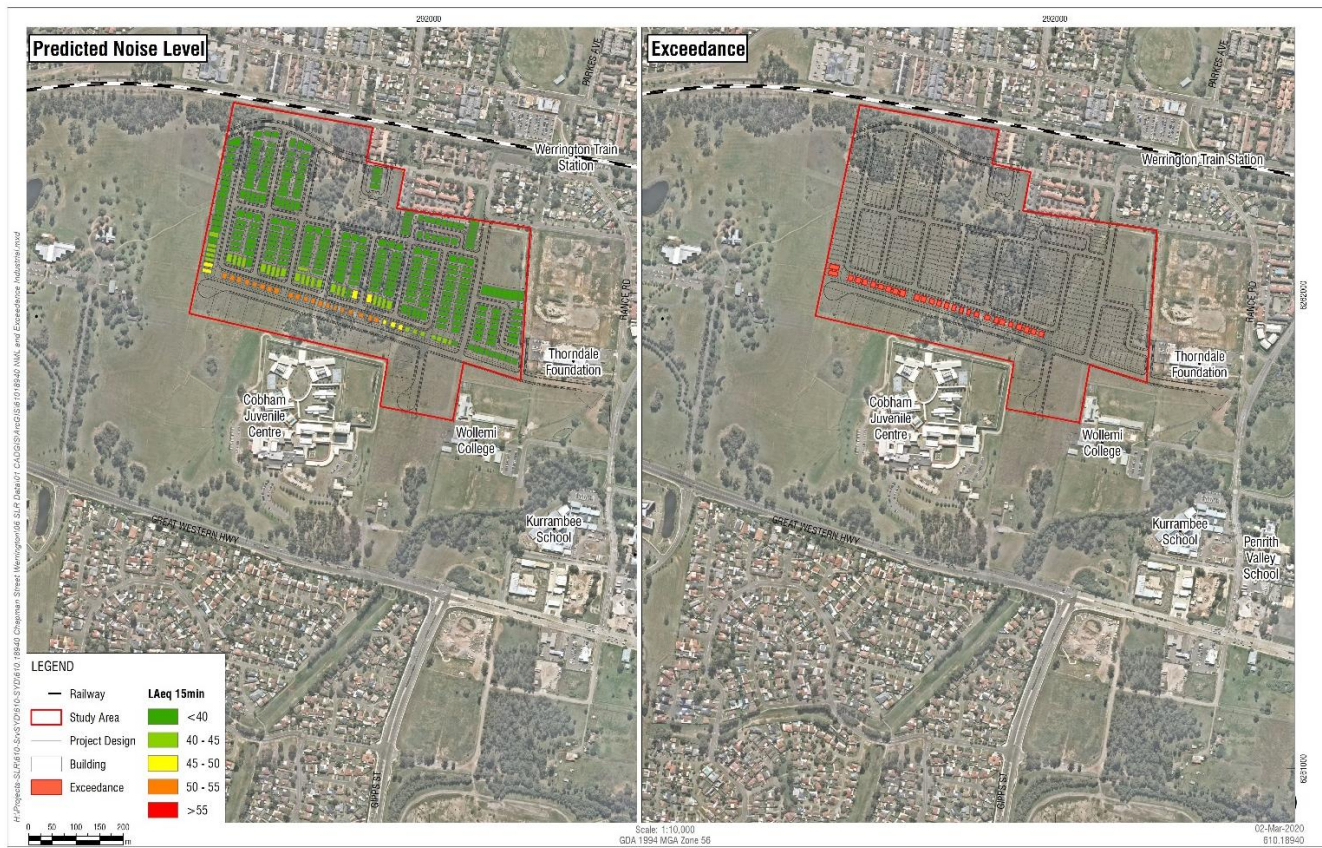 292000
292000
Predicted Noise Level
Exceedance
PARKES AVE
PARKES AVE
Werrington Train
Station
Werrington Train Station
RANCE RD
RANCE RD
6262000
Thorndale
Foundation
Thorndale
Foundation
Cobham
Juvenile
Centre
Cobham
Juvenile
Centre
Wollemi
College
Wollemi
College
GREAT WESTERN HWY
GREAT WESTERN HWY
Kurrambee
School
Kurrambee
School
Penrith
Valley
School
GIPPS ST
GIPPS ST
6261000
LEGEND
Railway
Study Area
Project Design
Building
Exceedance
LAeq 15min
<40
40 - 45
45 - 50
50 - 55
>55
0 50 100 150 200
m
Scale: 1:10,000
GDA 1994 MGA Zone 56
02-Mar-2020
610.18940